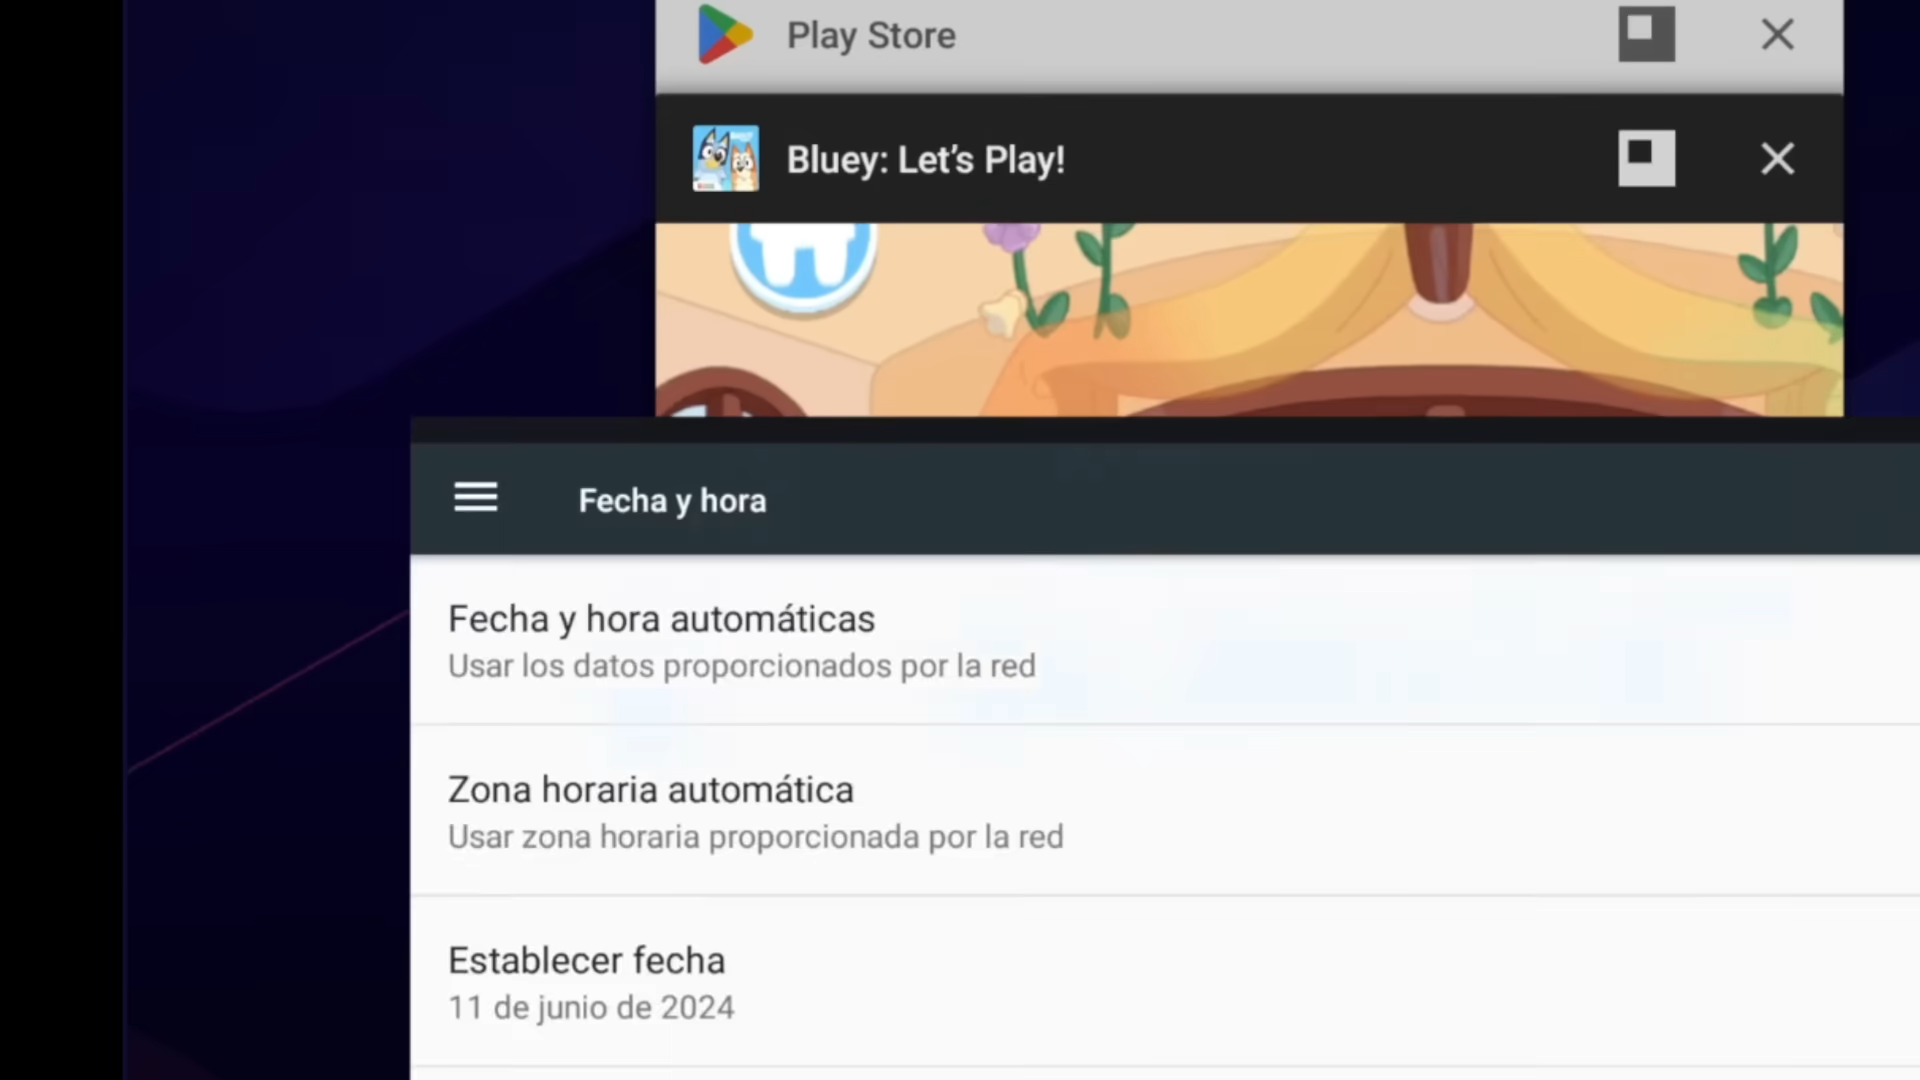 Play Store
Bluey: Let’s Play!
Fecha y hora
Fecha y hora automáticas
Usar los datos proporcionados por la red
Zona horaria automática
Usar zona horaria proporcionada por la red
Establecer fecha
11 de junio de 2024